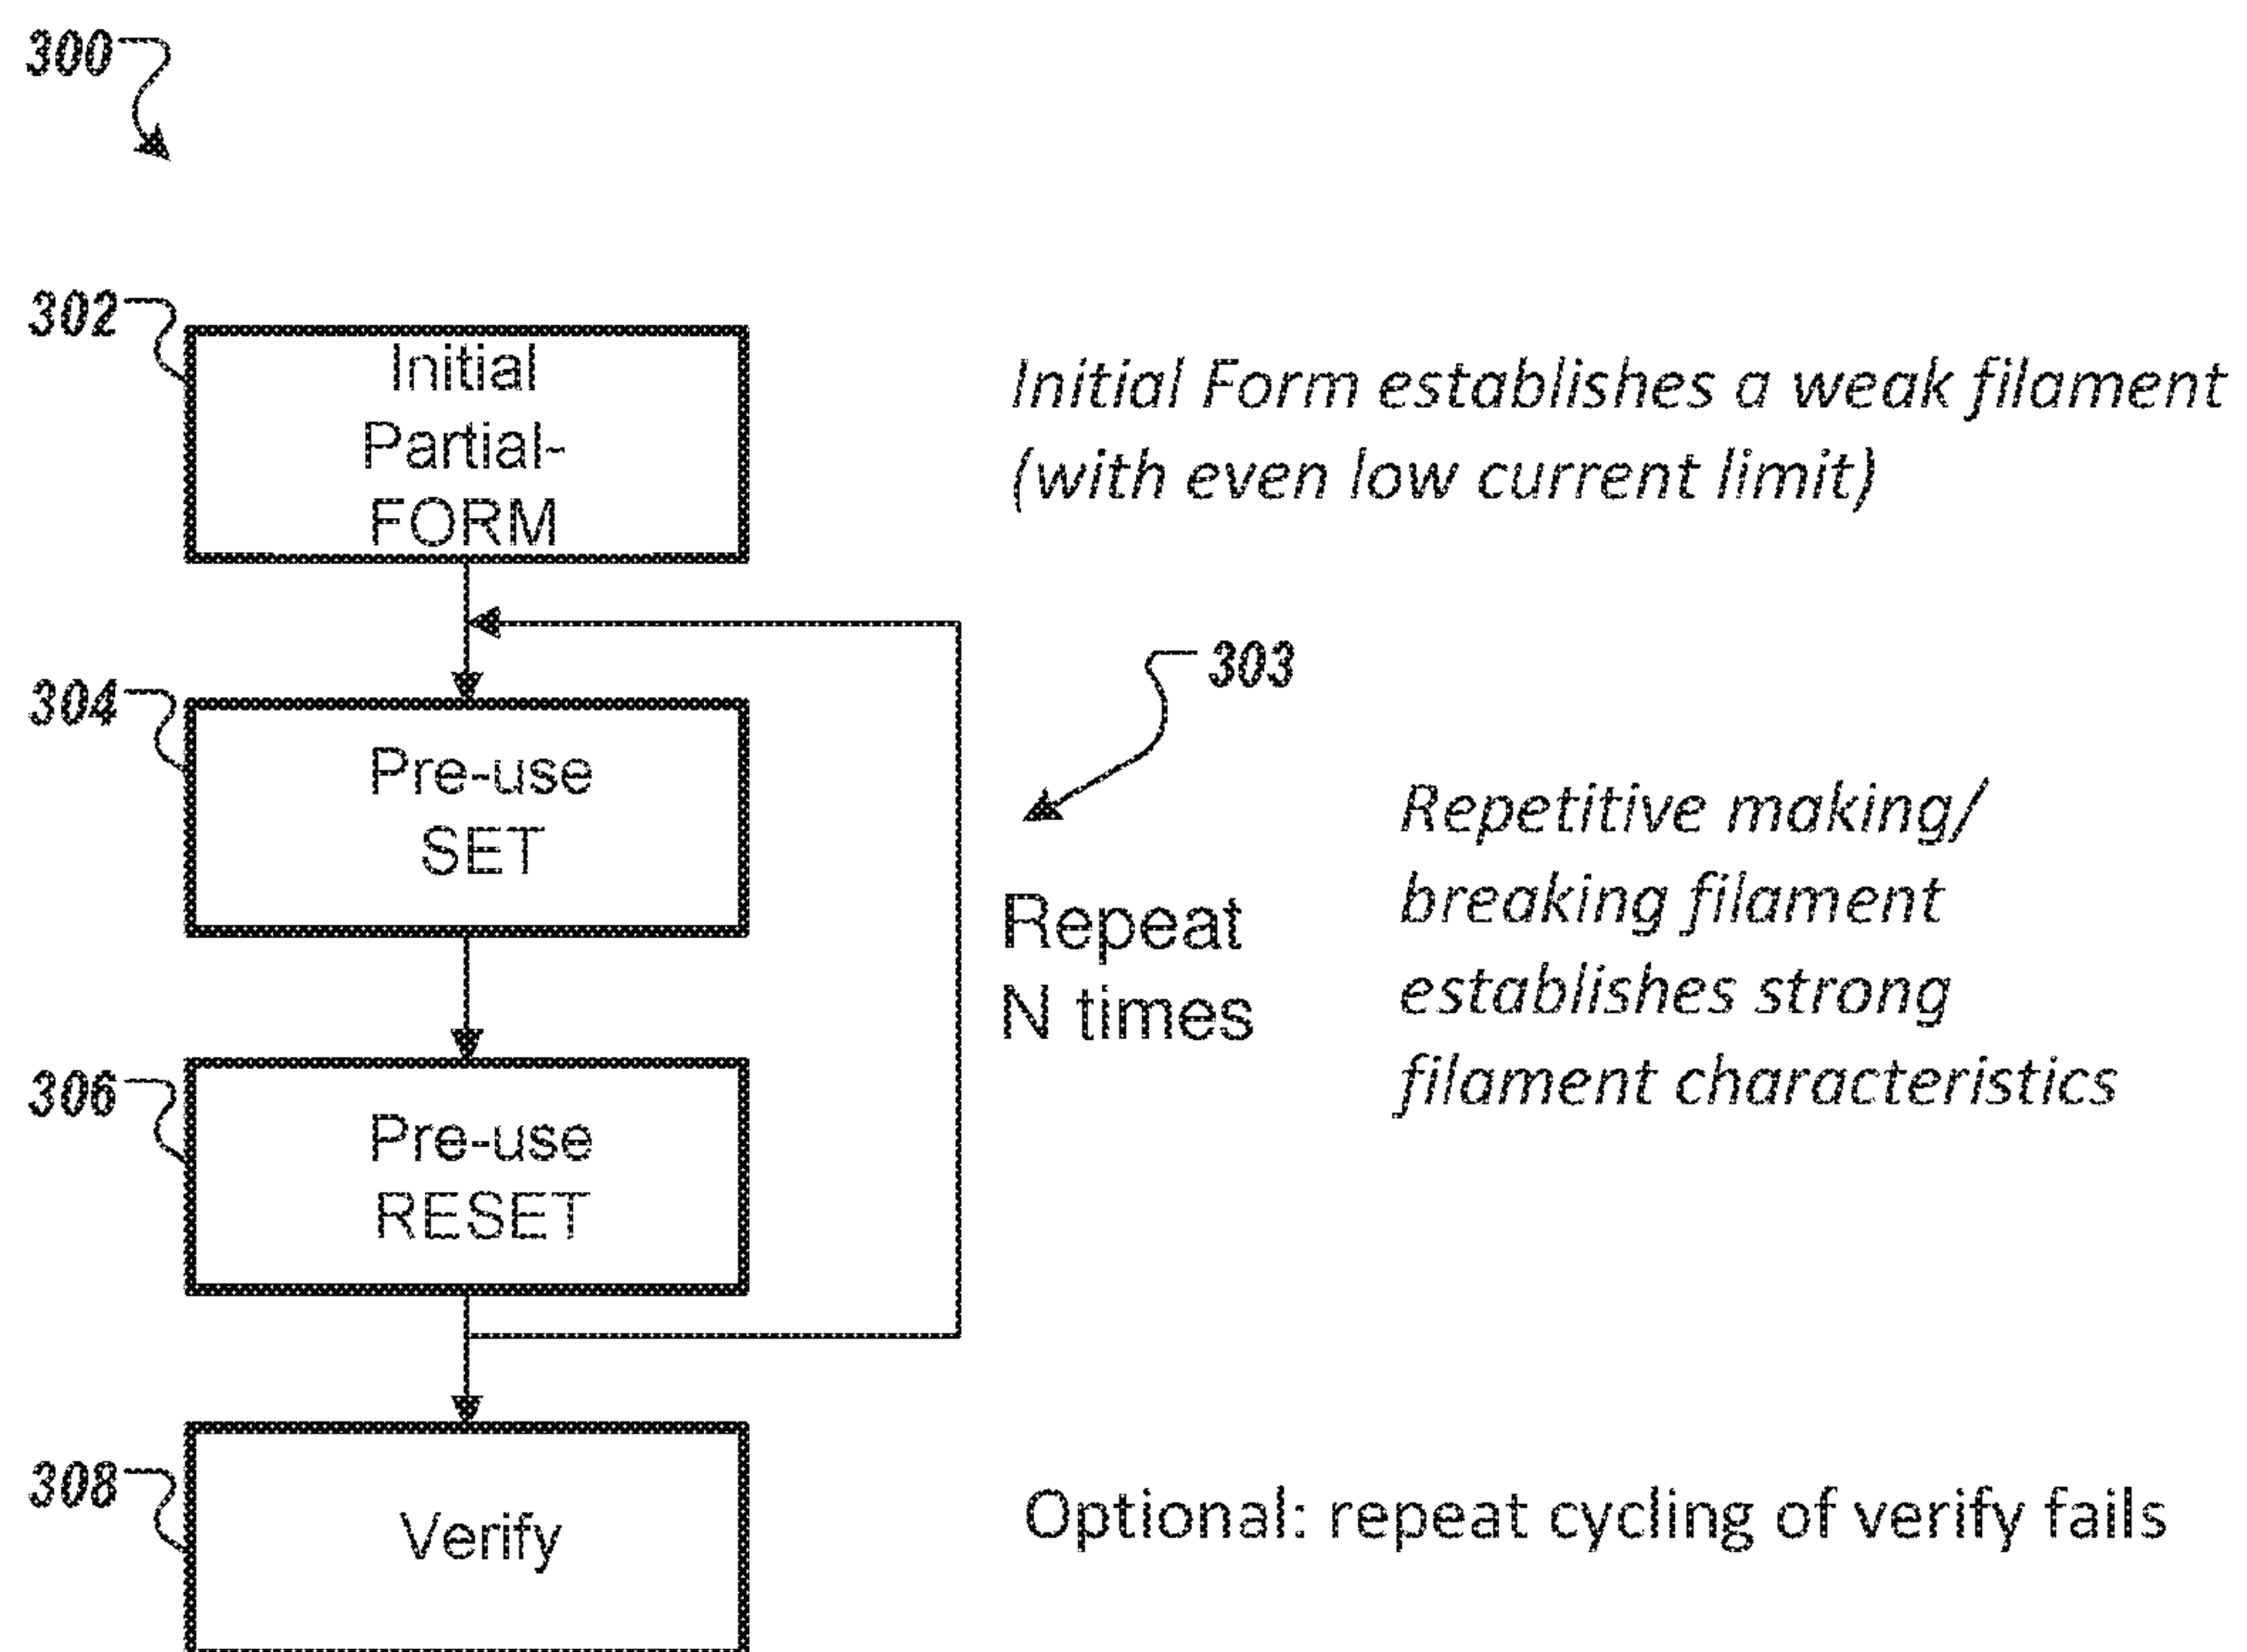 300
302
Initial
Partial-
FORM
Initial Form establishes a weak filament
(with even low current limit)
303
304
Pre-use
SET
Repeat
N times
Repetitive making/
breaking filament
establishes strong
filament characteristics
306
Pre-use
RESET
308
Verify
Optional: repeat cycling of verify fails